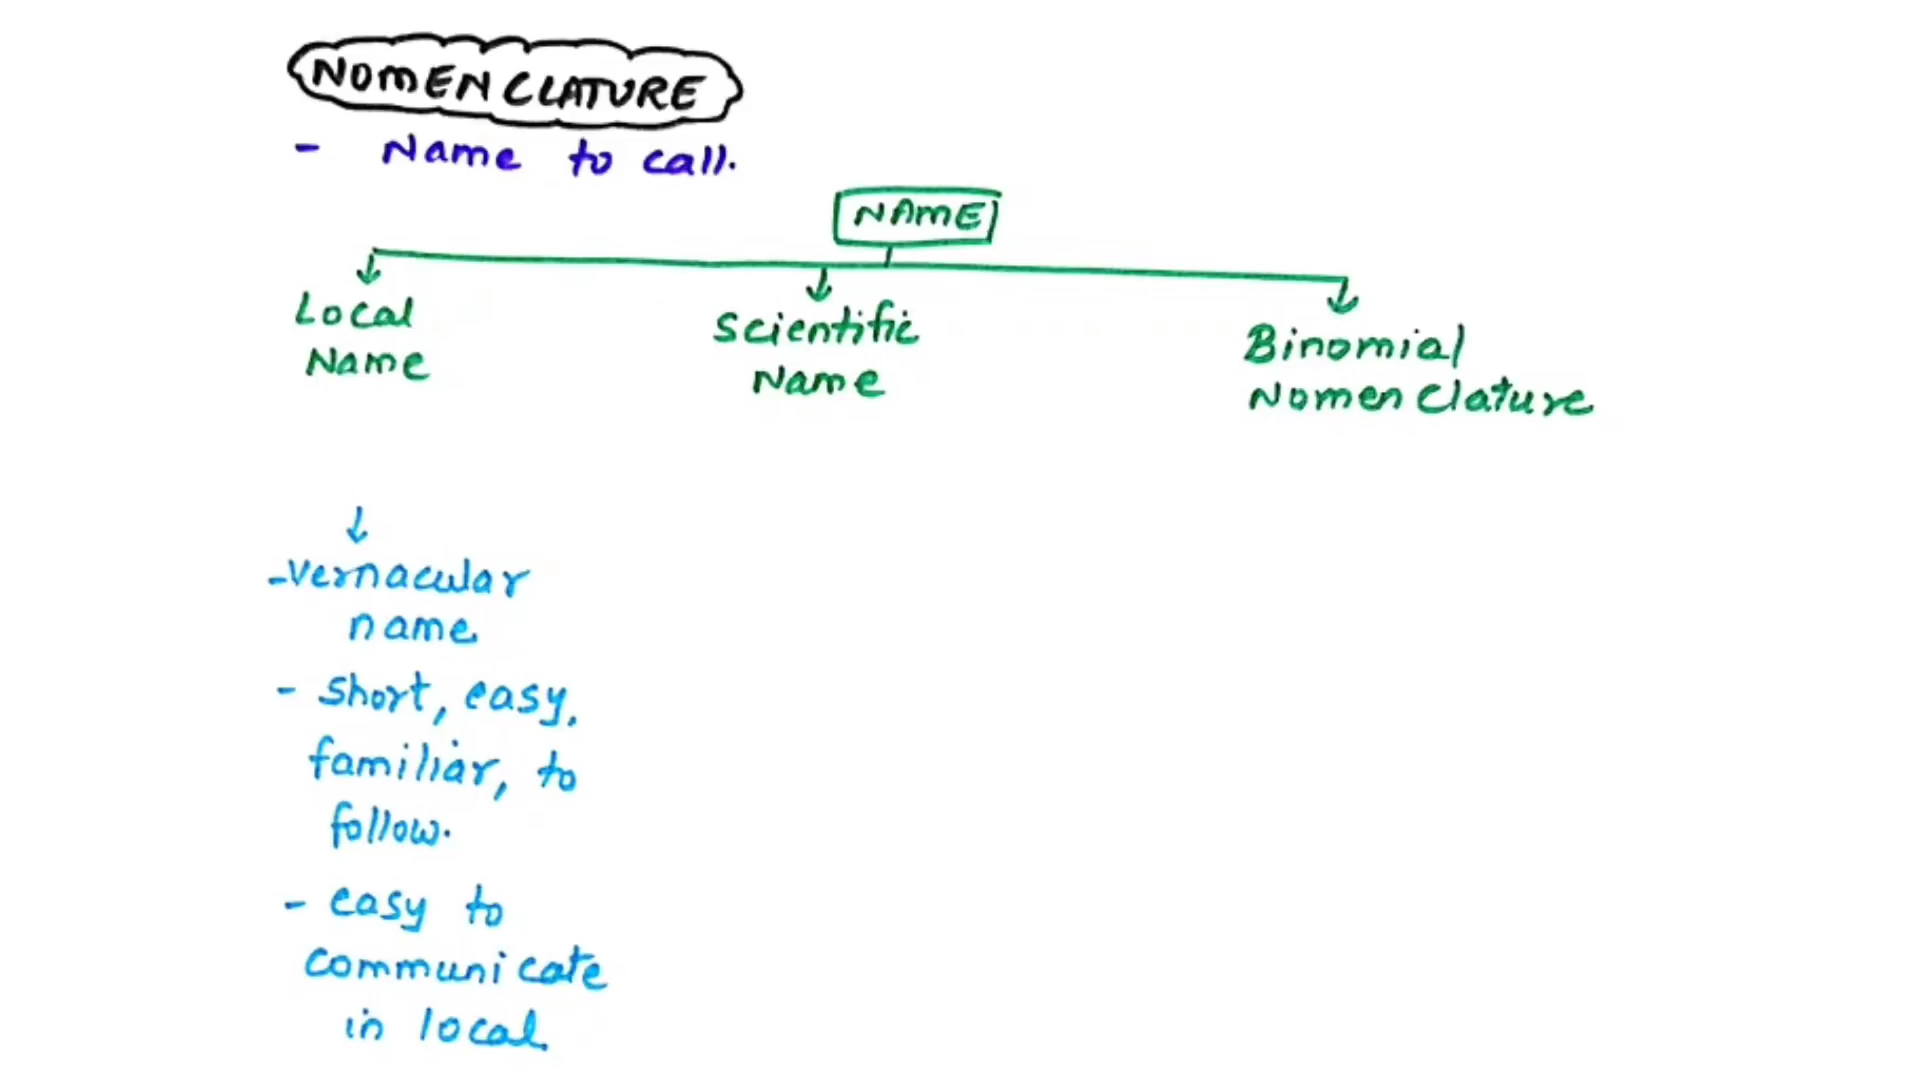 NOMENCLATURE
- Name to call.
NAME
Local
Name
Scientific
Name
Binomial
Nomenclature
- Vernacular
name
- Short, easy,
familiar, to
follow.
- easy to
communicate
in local